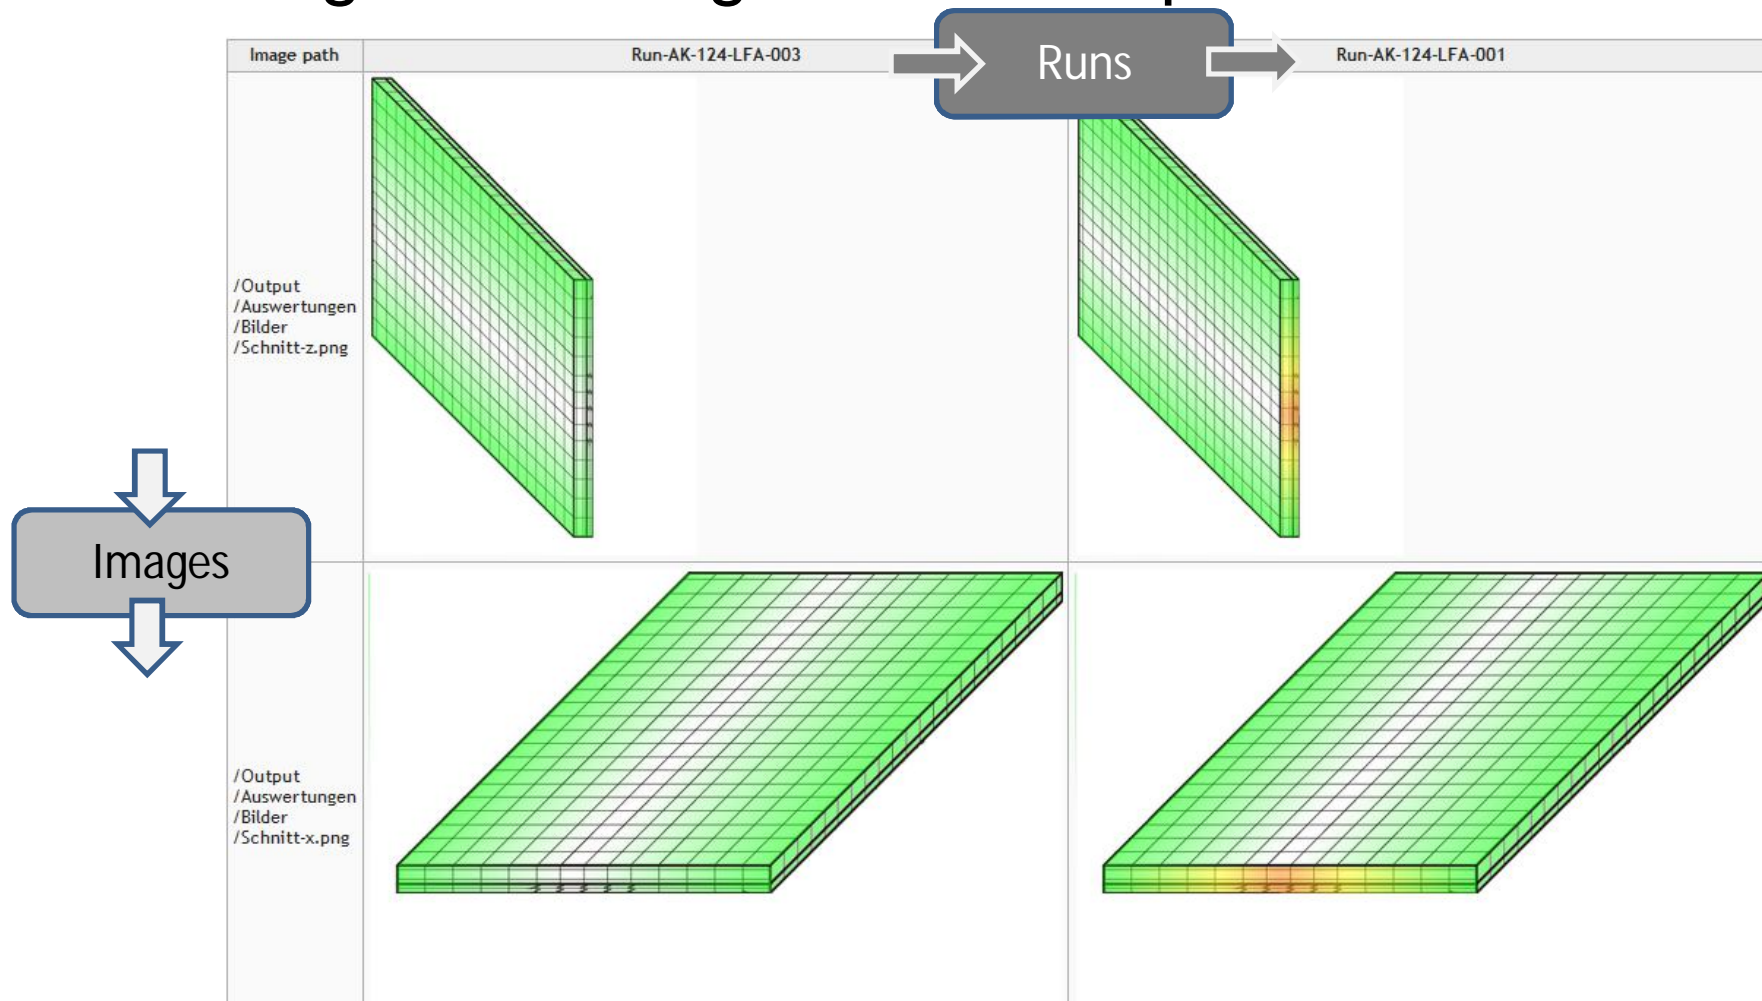 Image path
Run-AK-124-LFA-003
Runs
Run-AK-124-LFA-001
/Output
/Auswertungen
/Bilder
/Schnitt-z.png
Images
/Output
/Auswertungen
/Bilder
/Schnitt-x.png